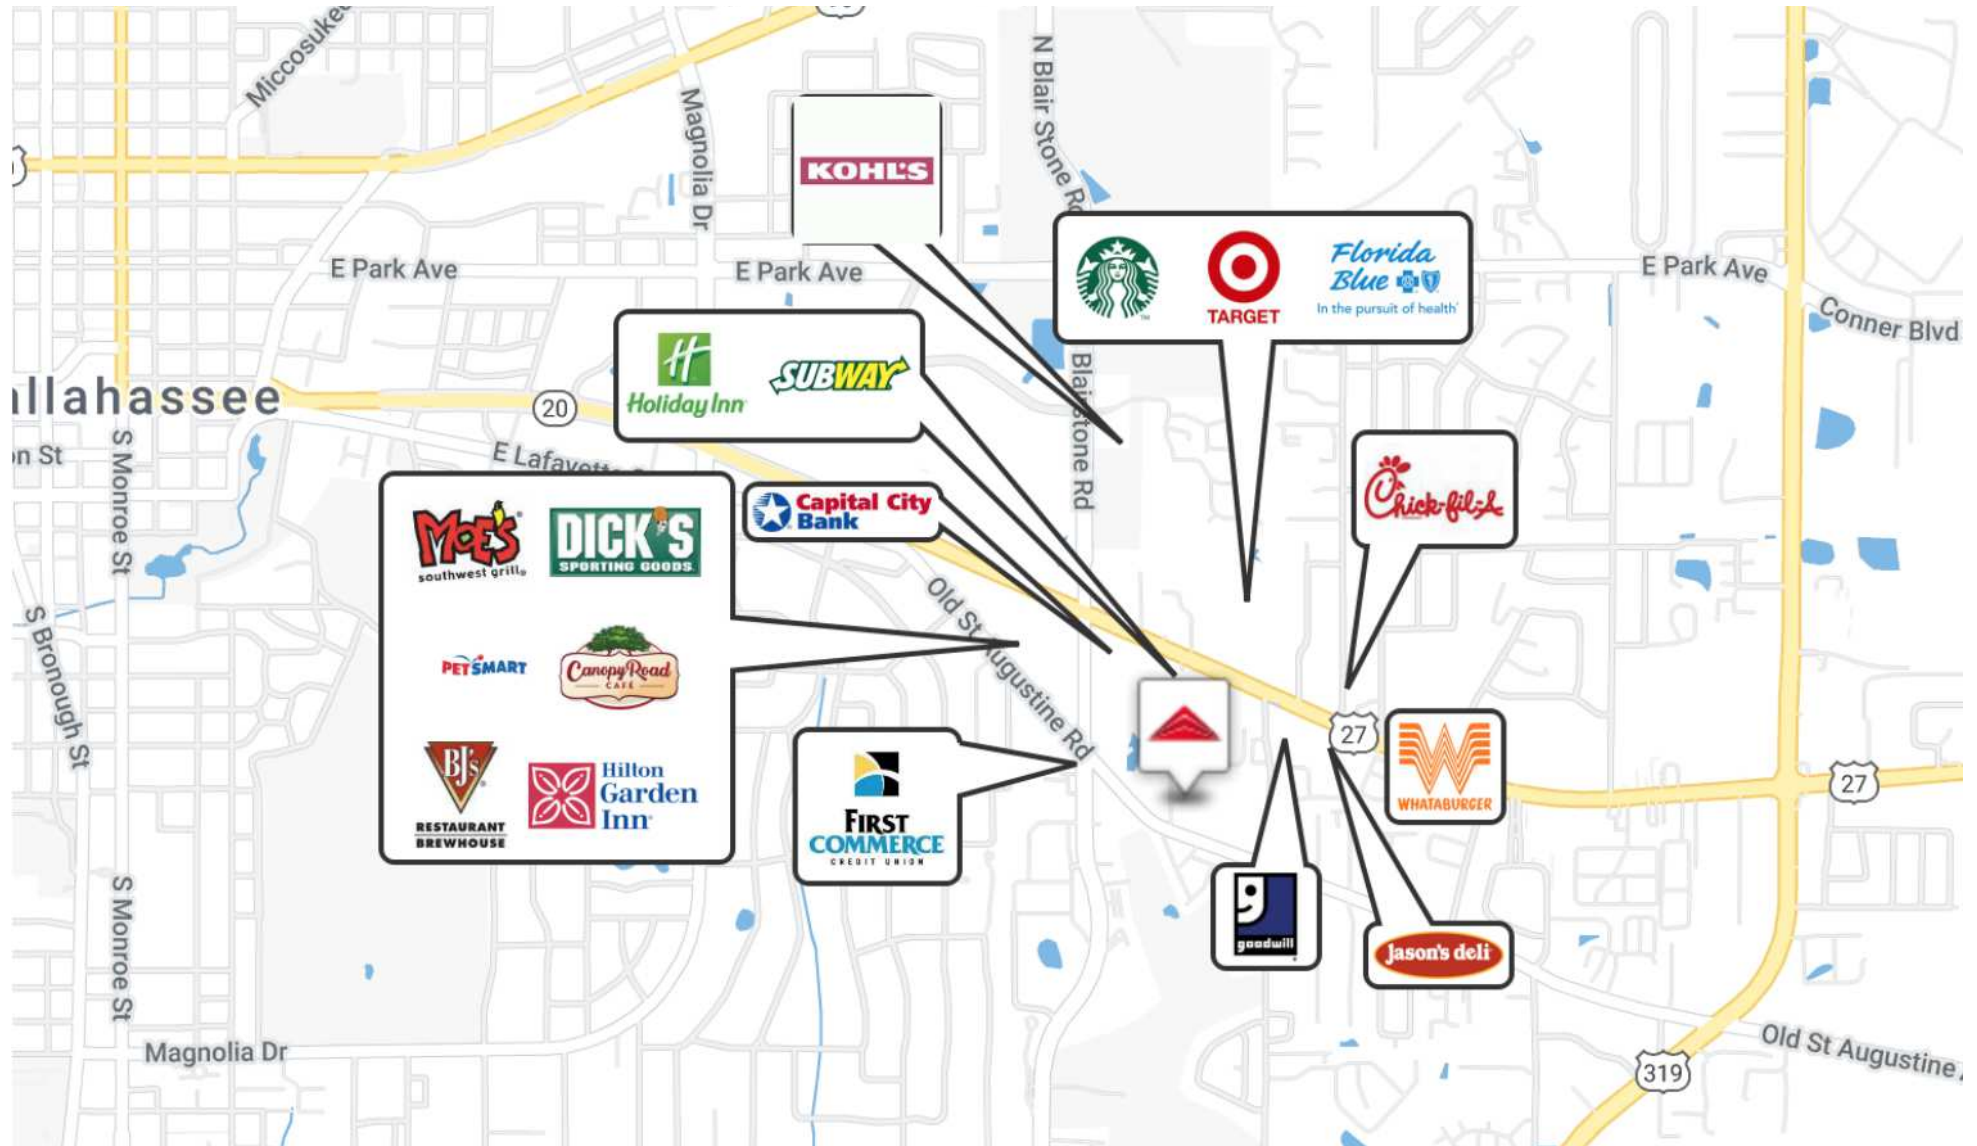 Miccosukee
Magnolia Dr
N Blair Stone Rd
KOHL'S
E Park Ave
E Park Ave
E Park Ave
Conner Blvd
TARGET
Florida
Blue
In the pursuit of health
Holiday Inn
SUBWAY
allahassee
20
on St
S Monroe St
E Lafayette
Blairstone Rd
Chick-fil-A
Capital City
Bank
MOE'S
southwest grill
DICK'S
SPORTING GOODS
PETSMART
Canopy Road
CAFE
BJ's
RESTAURANT
BREWHOUSE
Hilton
Garden
Inn
Old St Augustine Rd
S Bronough St
FIRST
COMMERCE
CREDIT UNION
27
WHATABURGER
27
goodwill
Jason's deli
S Monroe St
Magnolia Dr
Old St Augustine
319